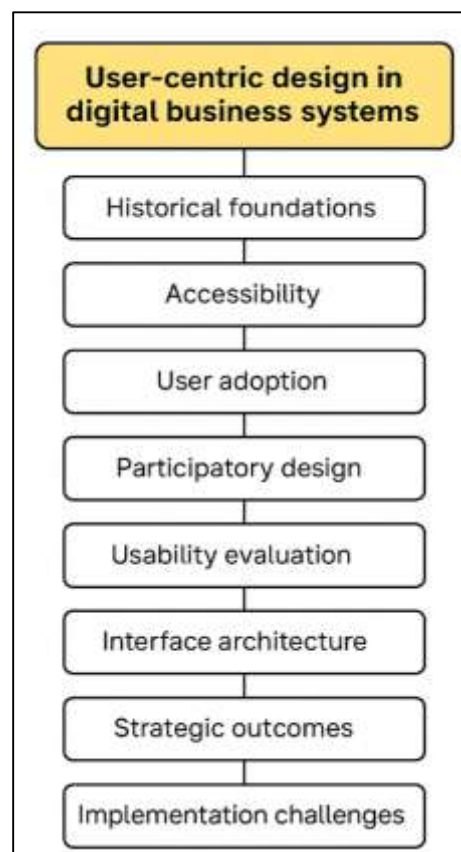 User-centric design in
digital business systems
Historical foundations
Accessibility
User adoption
Participatory design
Usability evaluation
Interface architecture
Strategic outcomes
Implementation challenges